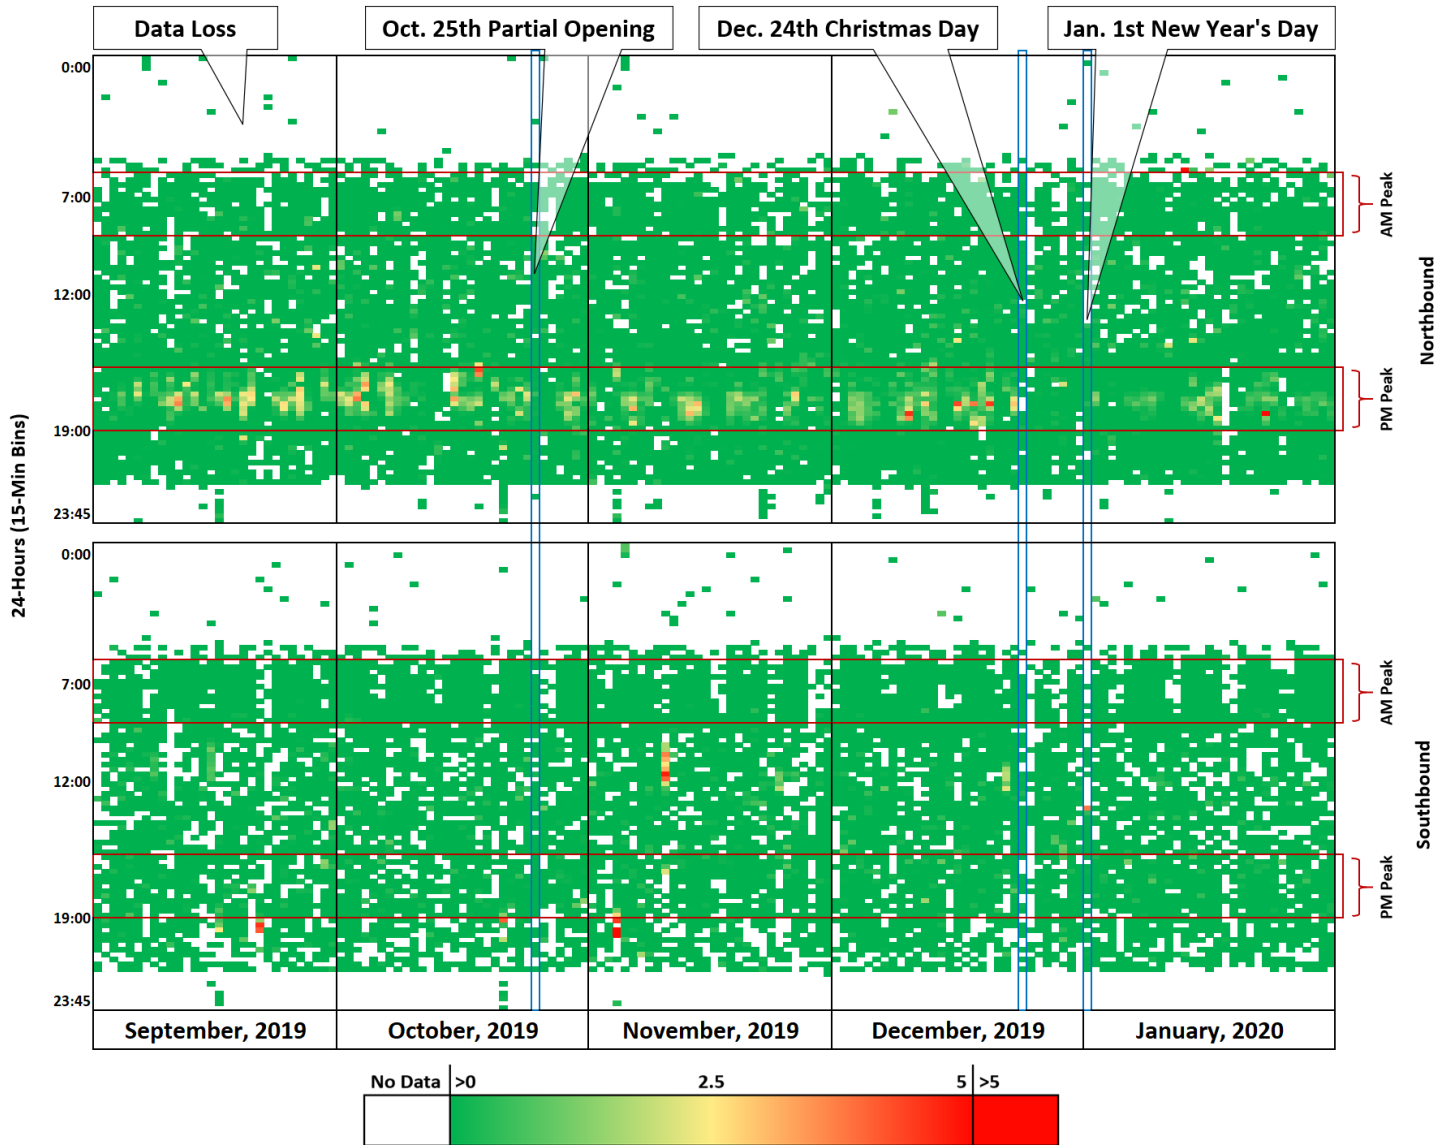 Data Loss
Oct. 25th Partial Opening
Dec. 24th Christmas Day
Jan. 1st New Year's Day
0:00
7:00
12:00
19:00
23:45
AM Peak
PM Peak
Northbound
24-Hours (15-Min Bins)
0:00
7:00
12:00
19:00
23:45
AM Peak
PM Peak
Southbound
September, 2019
October, 2019
November, 2019
December, 2019
January, 2020
No Data >0 2.5 5 >5